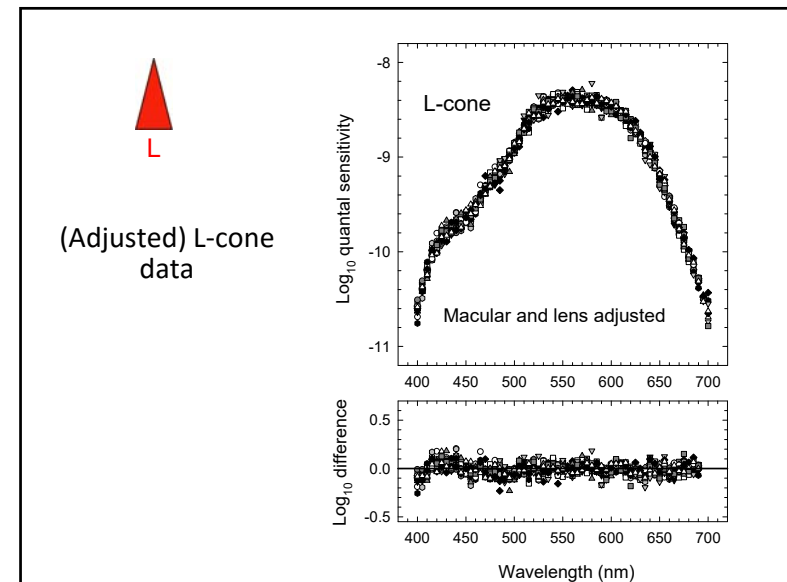 L
(Adjusted) L-cone
data
-8
-9
-10
-11
Log₁₀ quantal sensitivity
L-cone
Macular and lens adjusted
400 450 500 550 600 650 700
0.5
0.0
-0.5
Log₁₀ difference
400 450 500 550 600 650 700
Wavelength (nm)